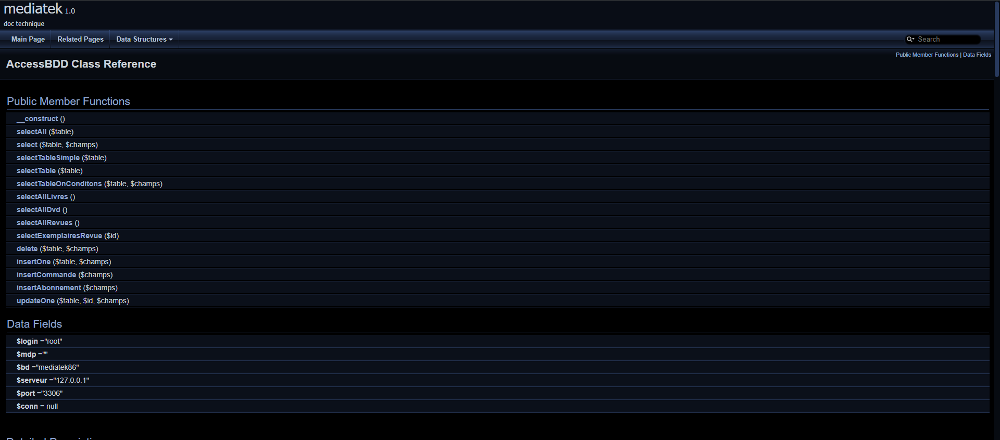 mediatek 1.0
doc technique
Main Page
Related Pages
Data Structures
Search
Public Member Functions | Data Fields
AccessBDD Class Reference
Public Member Functions
__construct ()
selectAll ($table)
select ($table, $champs)
selectTableSimple ($table)
selectTable ($table)
selectTableOnConditons ($table, $champs)
selectAllLivres ()
selectAllDvd ()
selectAllRevues ()
selectExemplairesRevue ($id)
delete ($table, $champs)
insertOne ($table, $champs)
insertCommande ($champs)
insertAbonnement ($champs)
updateOne ($table, $id, $champs)
Data Fields
$login ="root"
$mdp =""
$bd ="mediatek86"
$serveur ="127.0.0.1"
$port ="3306"
$conn = null